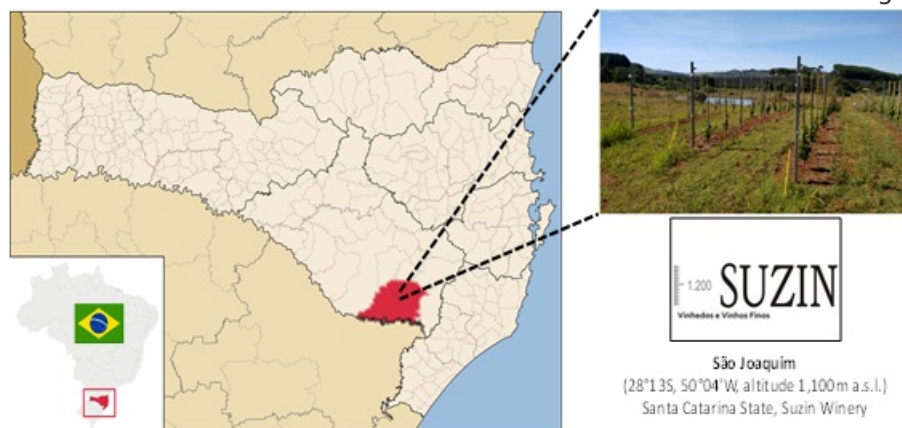 g
1.200 SUZIN
Vinhedos e Vinhos Finos
São Joaquim
(28°13S, 50°04'W, altitude 1,100m a.s.l.)
Santa Catarina State, Suzin Winery